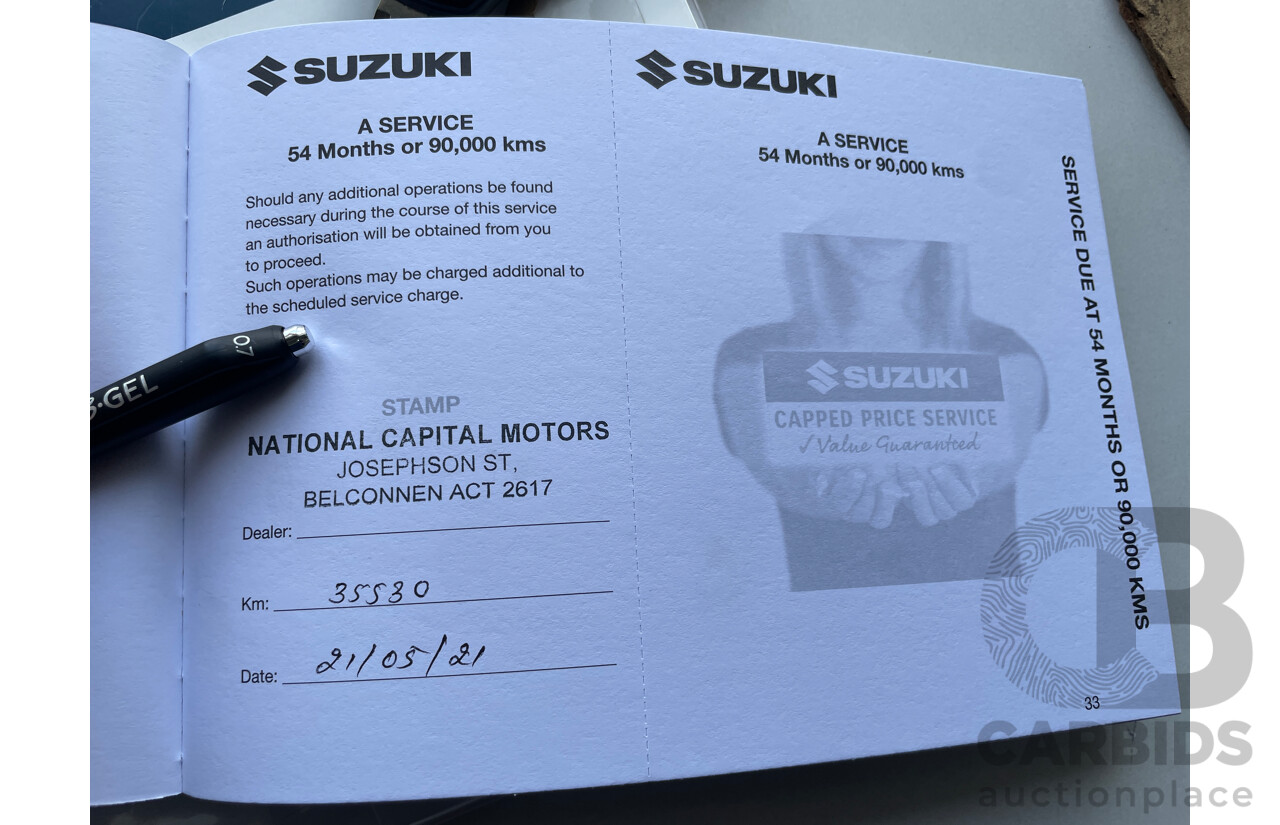 SUZUKI
A SERVICE
54 Months or 90,000 kms
Should any additional operations be found
necessary during the course of this service
an authorisation will be obtained from you
to proceed.
Such operations may be charged additional to
the scheduled service charge.
0.7
GEL
STAMP
NATIONAL CAPITAL MOTORS
JOSEPHSON ST,
BELCONNEN ACT 2617
Dealer:
Km: 35530
Date: 21/05/21
SUZUKI
A SERVICE
54 Months or 90,000 kms
SUZUKI
CAPPED PRICE SERVICE
✓Value Guaranteed
SERVICE DUE AT 54 MONTHS OR 90,000 KMS
33
CB
CARBIDS
auctionplace